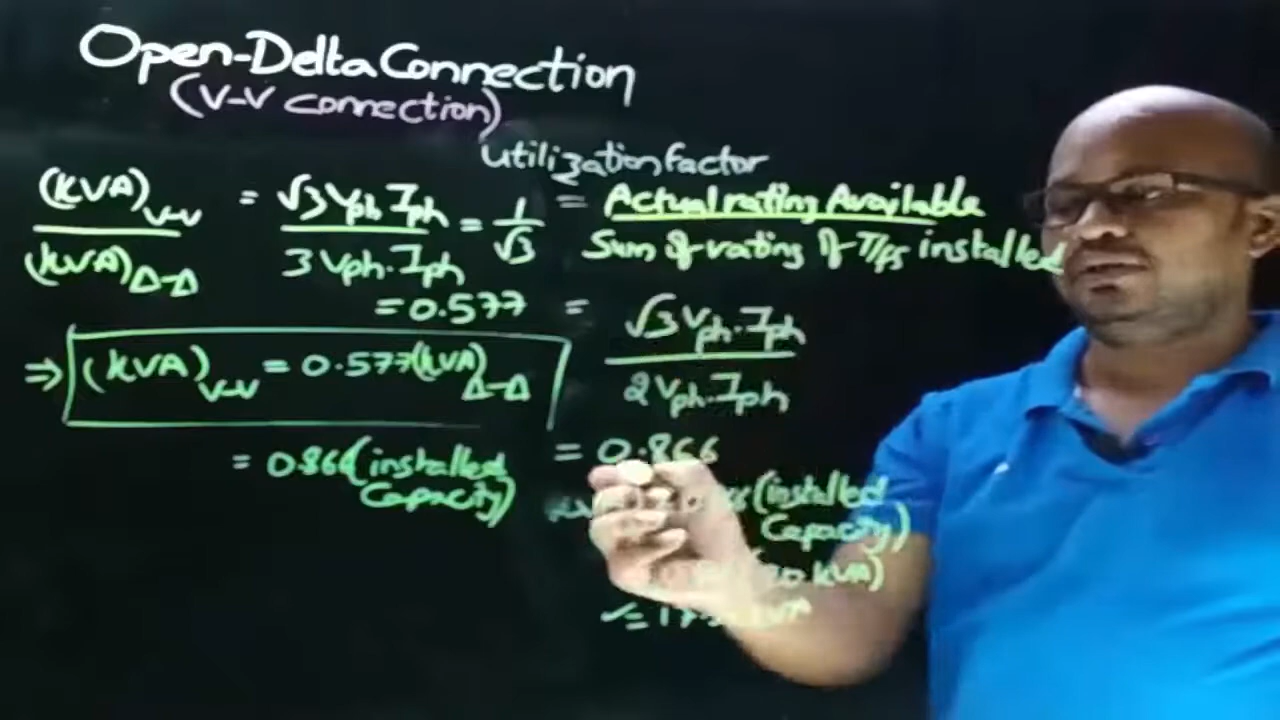 Open-Delta Connection
(V-V connection)
(KVA)V-V / (KVA)Δ-Δ = √3 Vph Iph / 3 Vph.Iph = 1/√3
= 0.577
⇒ (KVA)V-V = 0.577(KVA)Δ-Δ
= 0.866(installed
Capacity)
Utilization factor
= Actual rating Available
Sum of rating of T/fs installed
= √3 Vph.Iph / 2 Vph.Iph
= 0.866
(installed
Capacity)
KVA)